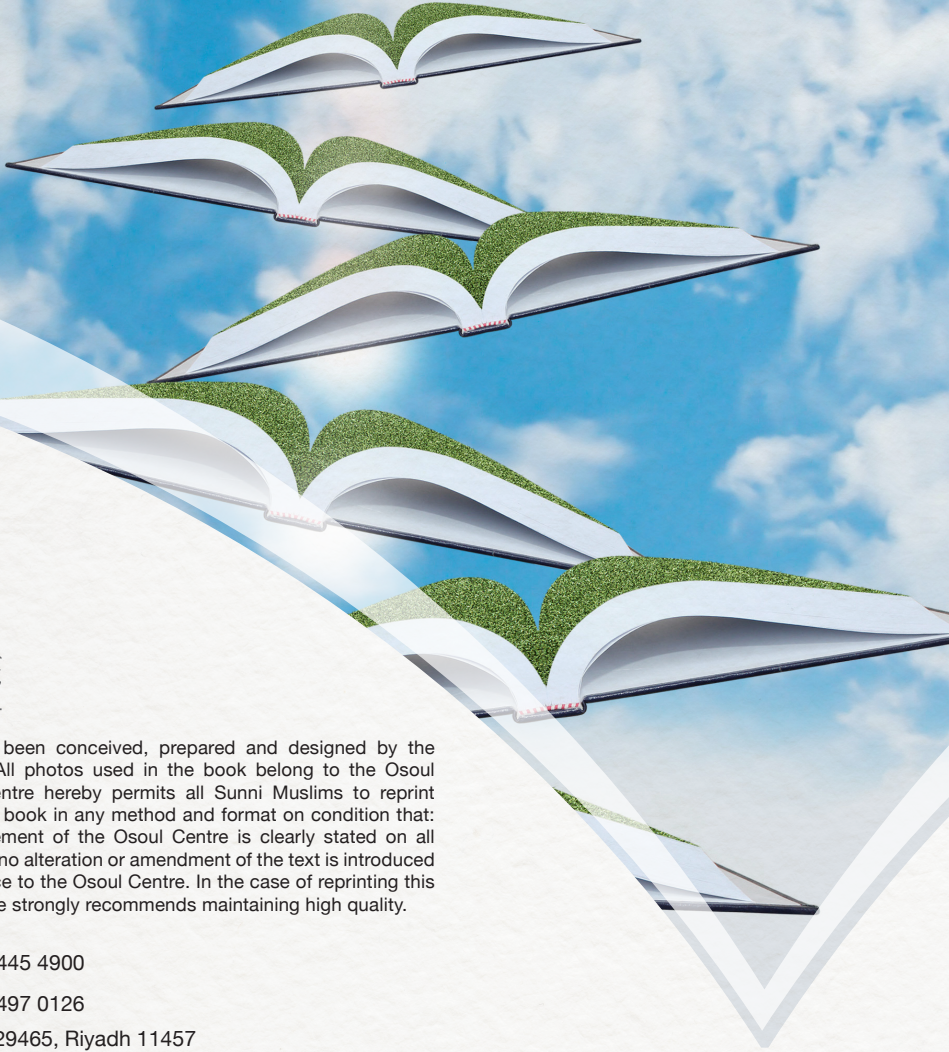 been conceived, prepared and designed by the
All photos used in the book belong to the Osoul
hereby permits all Sunni Muslims to reprint
book in any method and format on condition that:
of the Osoul Centre is clearly stated on all
no alteration or amendment of the text is introduced
to the Osoul Centre. In the case of reprinting this
strongly recommends maintaining high quality.
445 4900
497 0126
29465, Riyadh 11457